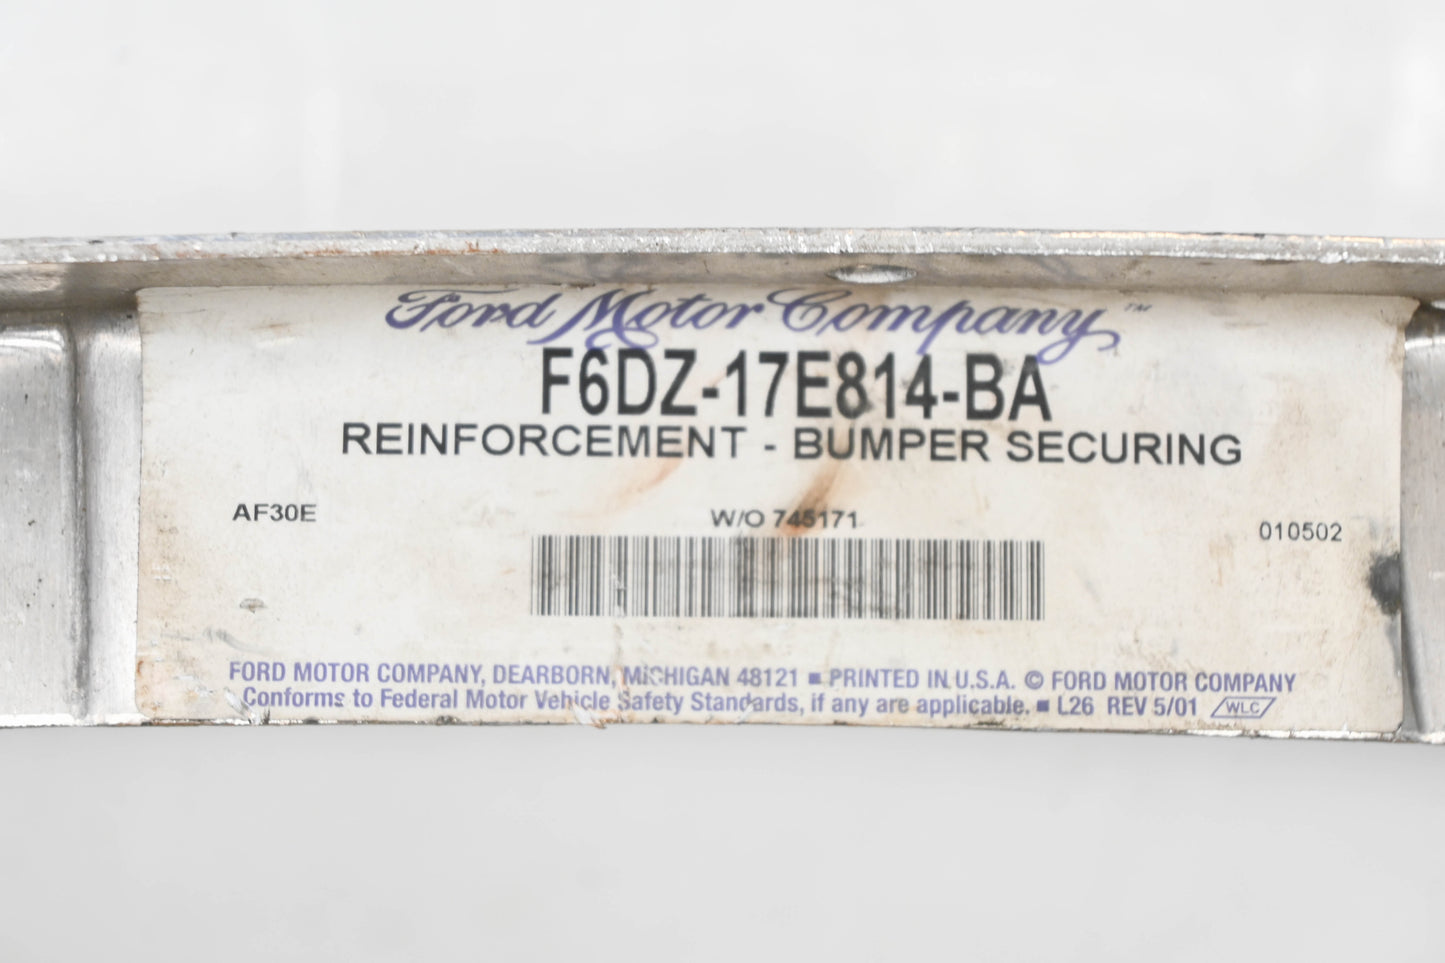 Ford Motor Company ™
F6DZ-17E814-BA
REINFORCEMENT - BUMPER SECURING
AF30E
W/O 745171
010502
FORD MOTOR COMPANY, DEARBORN, MICHIGAN 48121 ■ PRINTED IN U.S.A. © FORD MOTOR COMPANY
Conforms to Federal Motor Vehicle Safety Standards, if any are applicable. ■ L26 REV 5/01 WLC